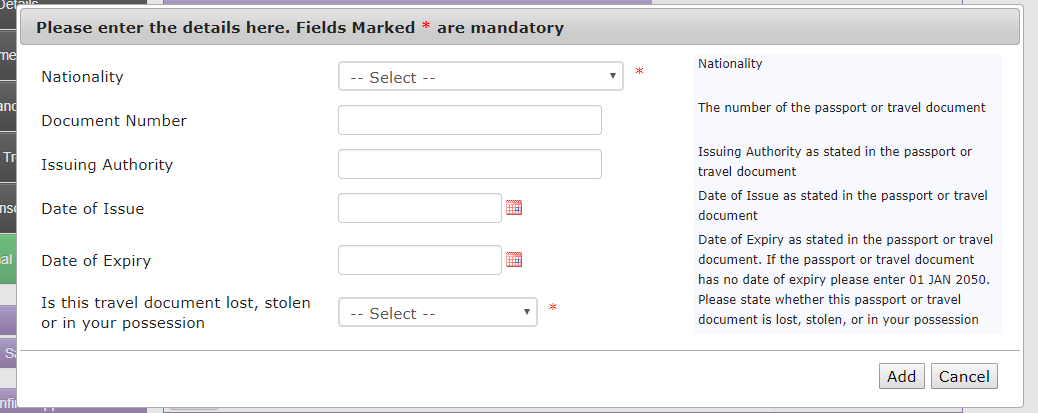 Details
Please enter the details here. Fields Marked * are mandatory
Nationality
-- Select --
*
Nationality
Document Number
The number of the passport or travel document
Issuing Authority
Issuing Authority as stated in the passport or
travel document
Date of Issue
Date of Issue as stated in the passport or travel
document
Date of Expiry
Date of Expiry as stated in the passport or travel
document. If the passport or travel document
has no date of expiry please enter 01 JAN 2050.
Is this travel document lost, stolen
or in your possession
-- Select --
*
Please state whether this passport or travel
document is lost, stolen, or in your possession
Add
Cancel